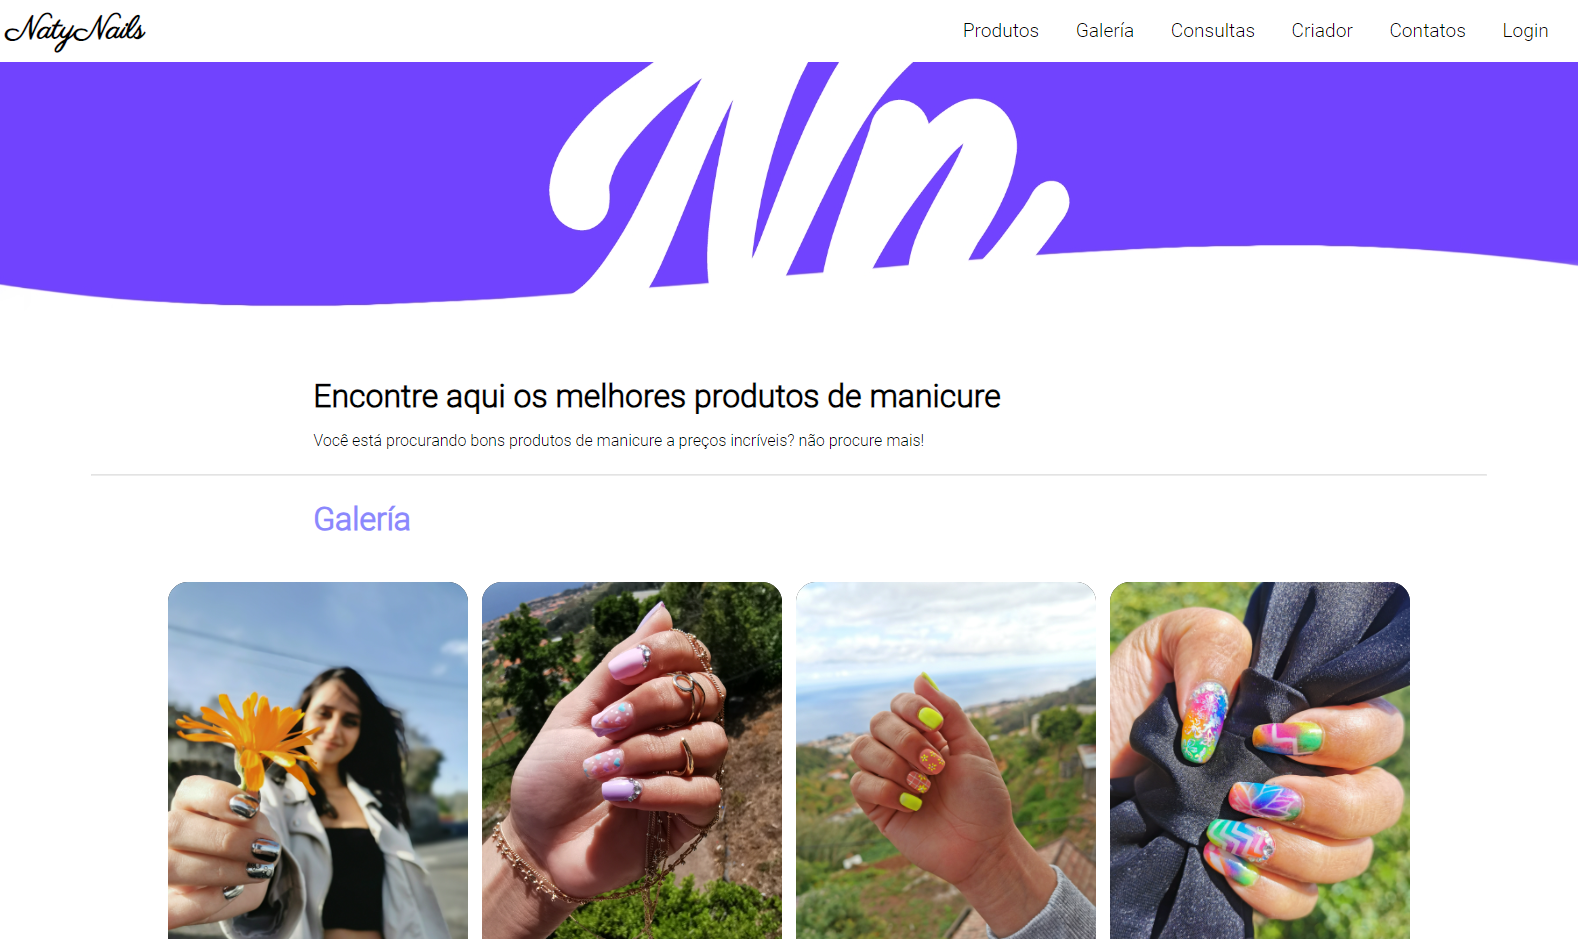 NatyNails
Produtos Galería Consultas Criador Contatos Login
Nn
Encontre aqui os melhores produtos de manicure
Você está procurando bons produtos de manicure a preços incríveis? não procure mais!
Galería